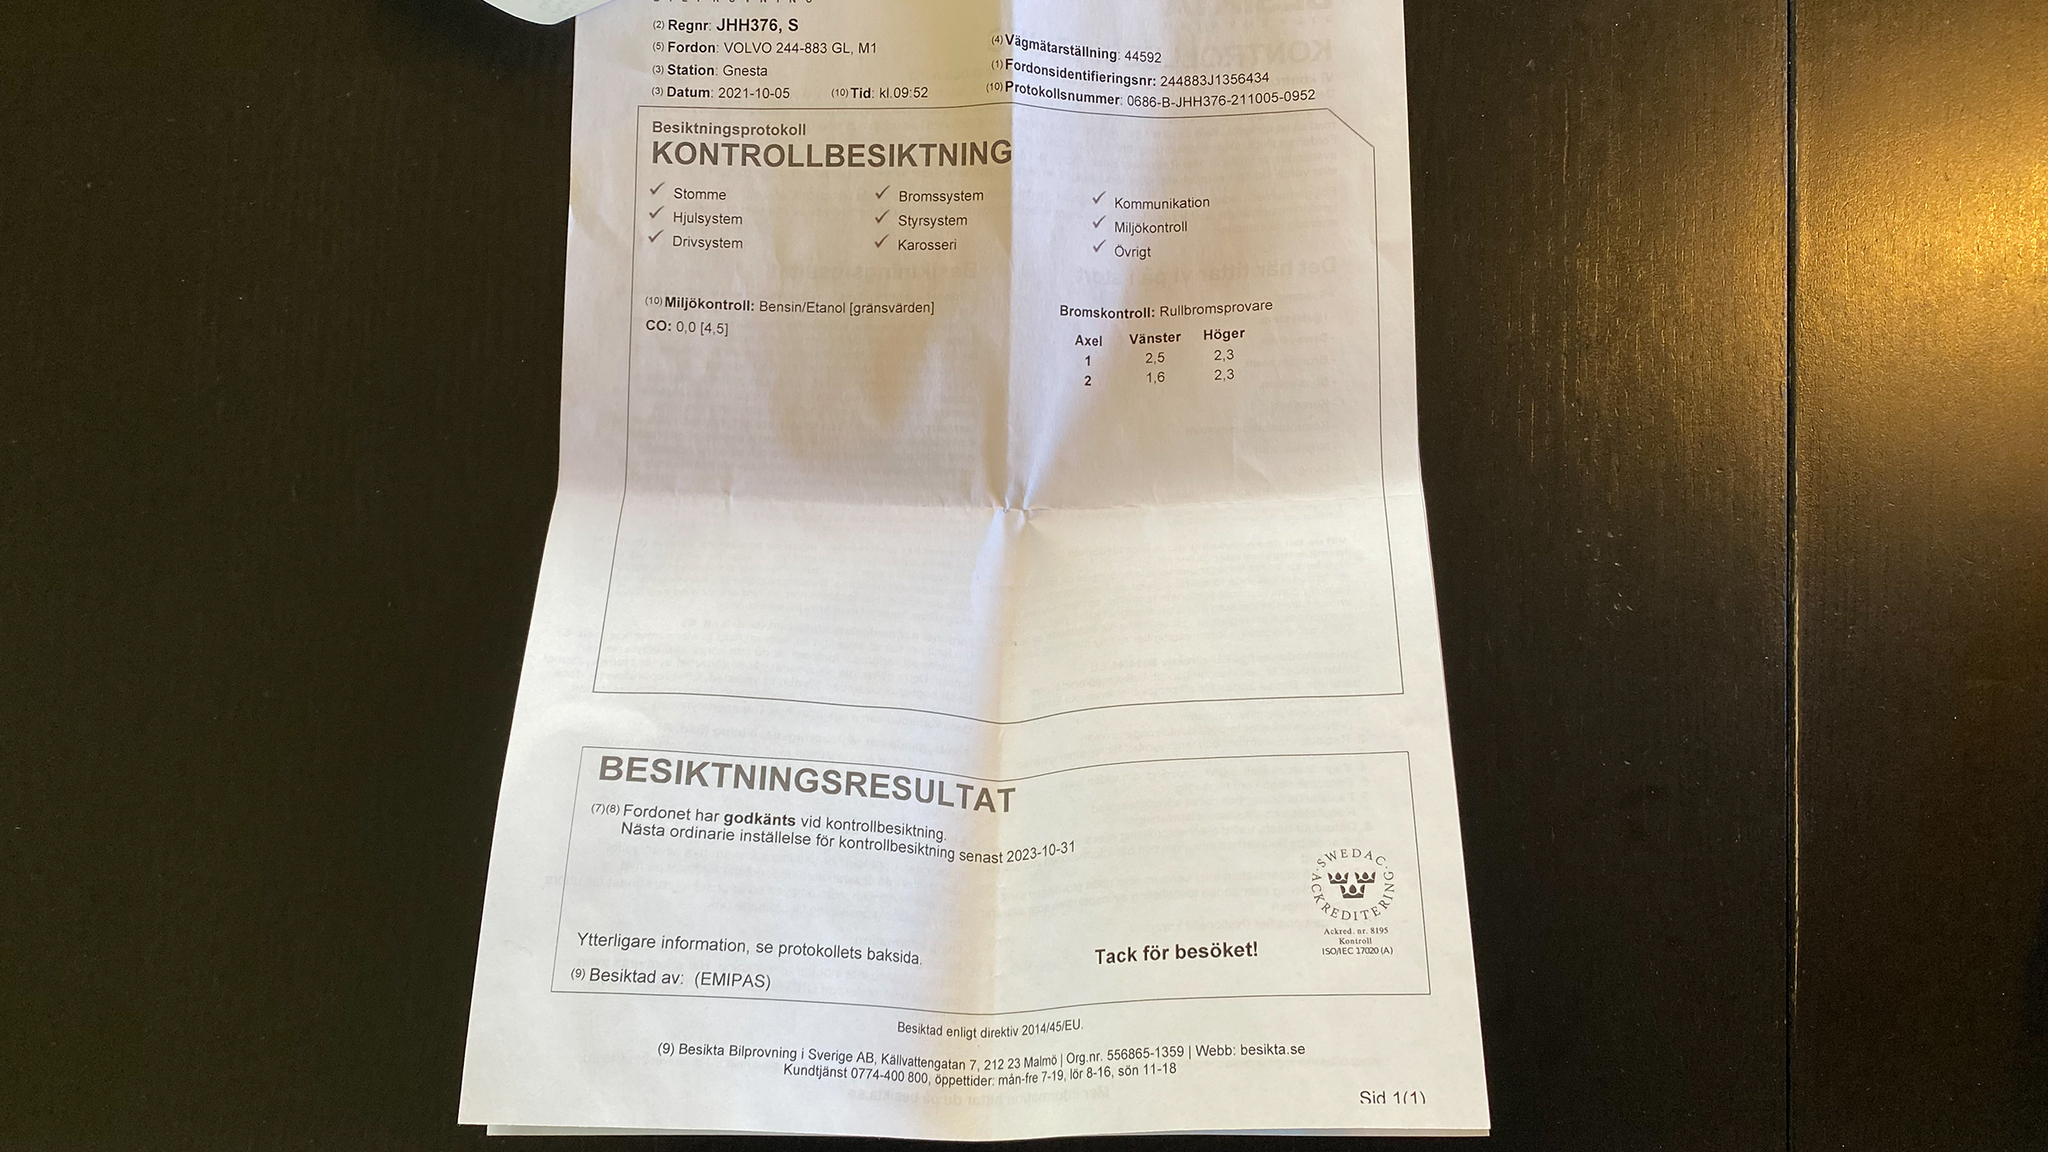 (2) Regnr: JHH376, S
(5) Fordon: VOLVO 244-883 GL, M1
(4) Vägmätarställning: 44592
(3) Station: Gnesta
(1) Fordonsidentifieringsnr: 244883J1356434
(3) Datum: 2021-10-05 (10) Tid: kl.09:52
(10) Protokollsnummer: 0686-B-JHH376-211005-0952
Besiktningsprotokoll
KONTROLLBESIKTNING
✓ Stomme
✓ Hjulsystem
✓ Drivsystem
✓ Bromssystem
✓ Styrsystem
✓ Karosseri
✓ Kommunikation
✓ Miljökontroll
✓ Övrigt
(10) Miljökontroll: Bensin/Etanol [gränsvärden]
CO: 0,0 [4,5]
Bromskontroll: Rullbromsprovare
Axel Vänster Höger
1 2,5 2,3
2 1,6 2,3
BESIKTNINGSRESULTAT
(7)(8) Fordonet har godkänts vid kontrollbesiktning.
Nästa ordinarie inställelse för kontrollbesiktning senast 2023-10-31
Ytterligare information, se protokollets baksida.
(9) Besiktad av: (EMIPAS)
Tack för besöket!
· SWEDAC · ACKREDITERING
Ackred. nr. 8195
Kontroll
ISO/IEC 17020 (A)
Besiktad enligt direktiv 2014/45/EU.
(9) Besikta Bilprovning i Sverige AB, Källvattengatan 7, 212 23 Malmö | Org.nr. 556865-1359 | Webb: besikta.se
Kundtjänst 0774-400 800, öppettider: mån-fre 7-19, lör 8-16, sön 11-18
Sid 1(1)